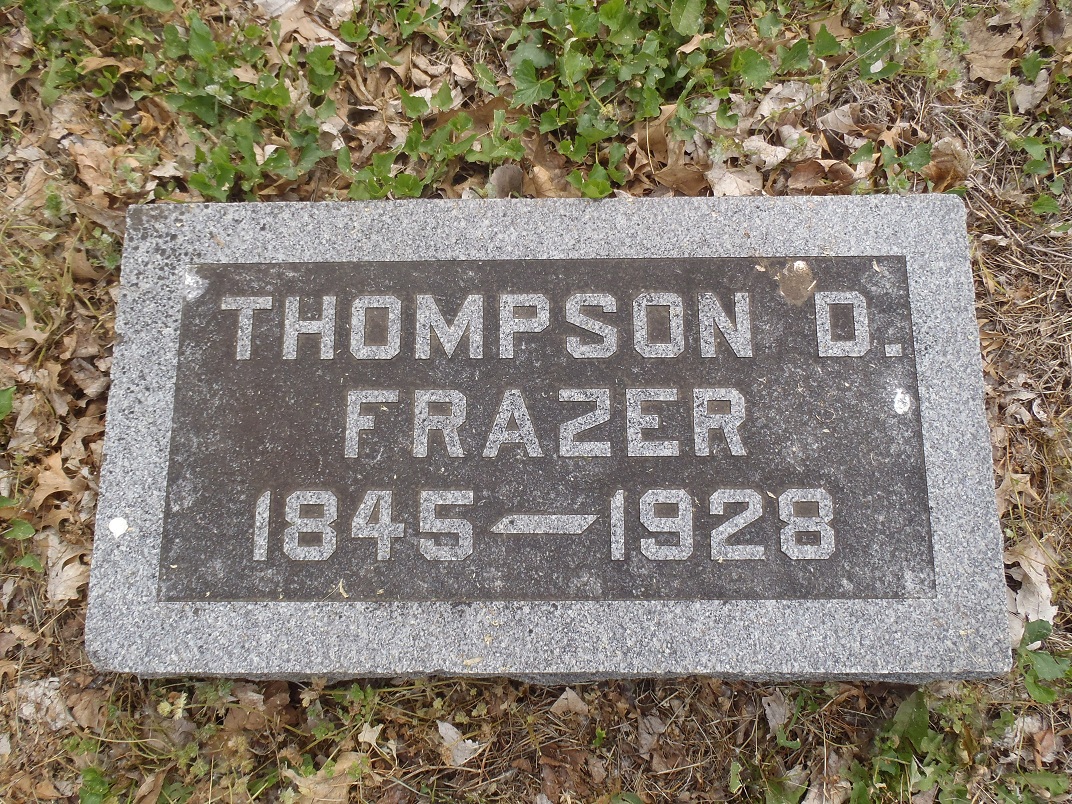 THOMPSON D.
FRAZER
1845—1928